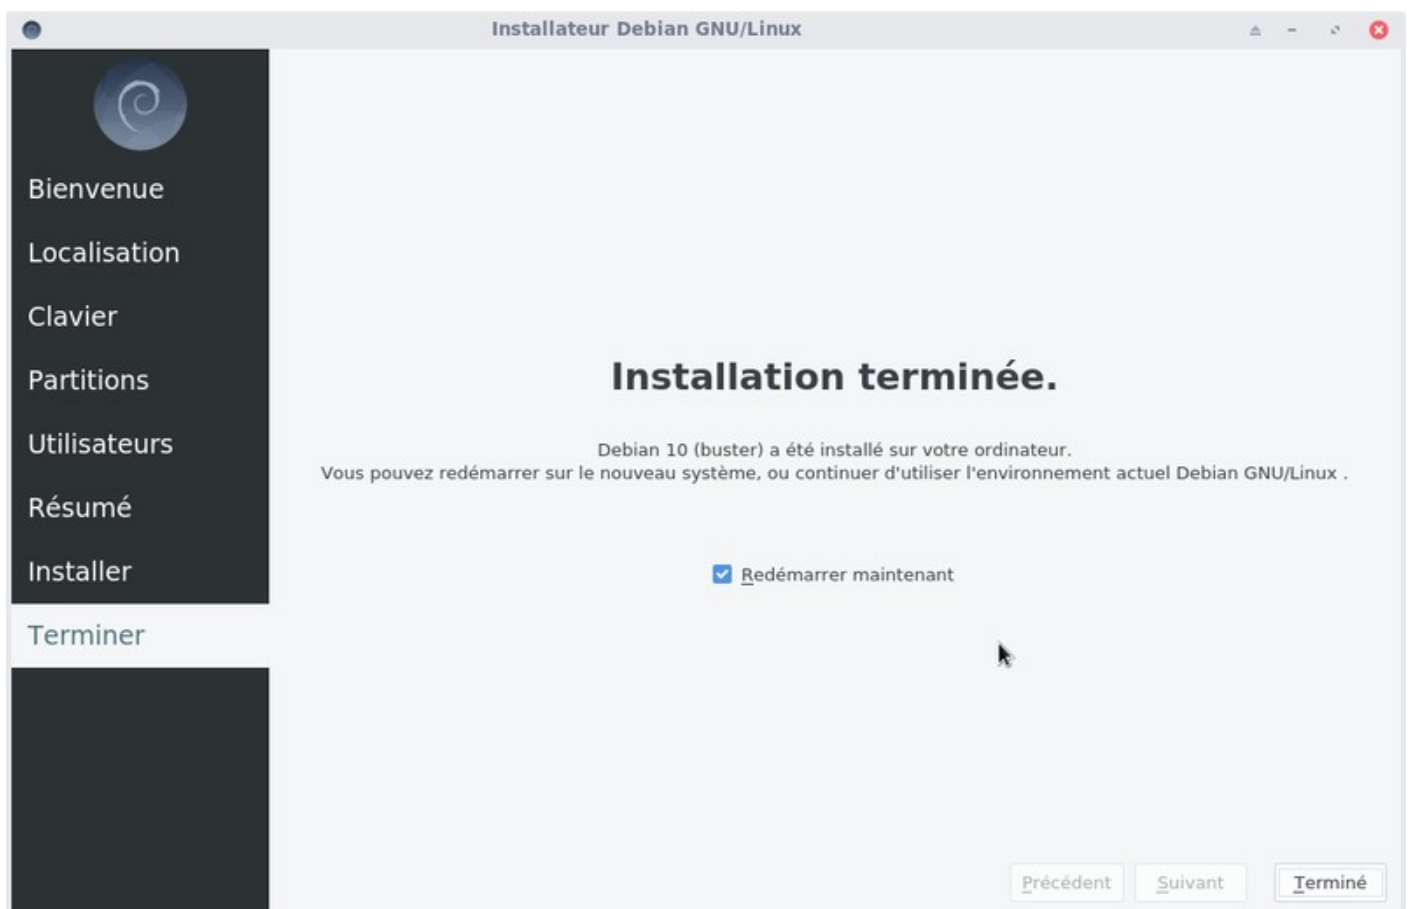 Installateur Debian GNU/Linux
Bienvenue
Localisation
Clavier
Partitions
Utilisateurs
Résumé
Installer
Terminer
Installation terminée.
Debian 10 (buster) a été installé sur votre ordinateur.
Vous pouvez redémarrer sur le nouveau système, ou continuer d'utiliser l'environnement actuel Debian GNU/Linux .
Redémarrer maintenant
Précédent Suivant Terminé